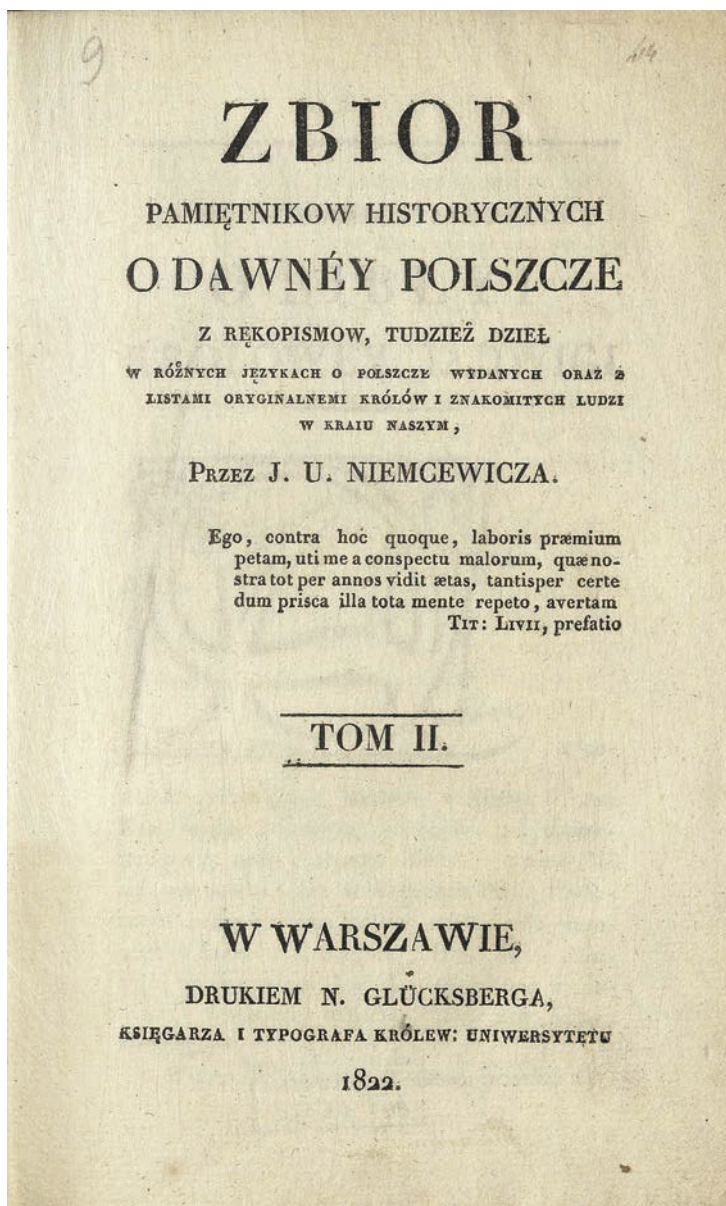 9
ZBIOR
PAMIĘTNIKOW HISTORYCZNYCH
O DAWNÉY POLSZCZE
Z RĘKOPISMOW, TUDZIEŻ DZIEŁ
W RÓŻNYCH JĘZYKACH O POLSZCZE WYDANYCH ORAZ Z
LISTAMI ORYGINALNEMI KRÓLÓW I ZNAKOMITYCH LUDZI
W KRAIU NASZYM,
PRZEZ J. U. NIEMCEWICZA.
Ego, contra hoc quoque, laboris præmium
petam, uti me a conspectu malorum, quæ no-
stra tot per annos vidit ætas, tantisper certe
dum prisca illa tota mente repeto, avertam
TIT: LIVII, prefatio
TOM II.
W WARSZAWIE,
DRUKIEM N. GLÜCKSBERGA,
KSIĘGARZA I TYPOGRAFA KRÓLEW: UNIWERSYTETU
1822.